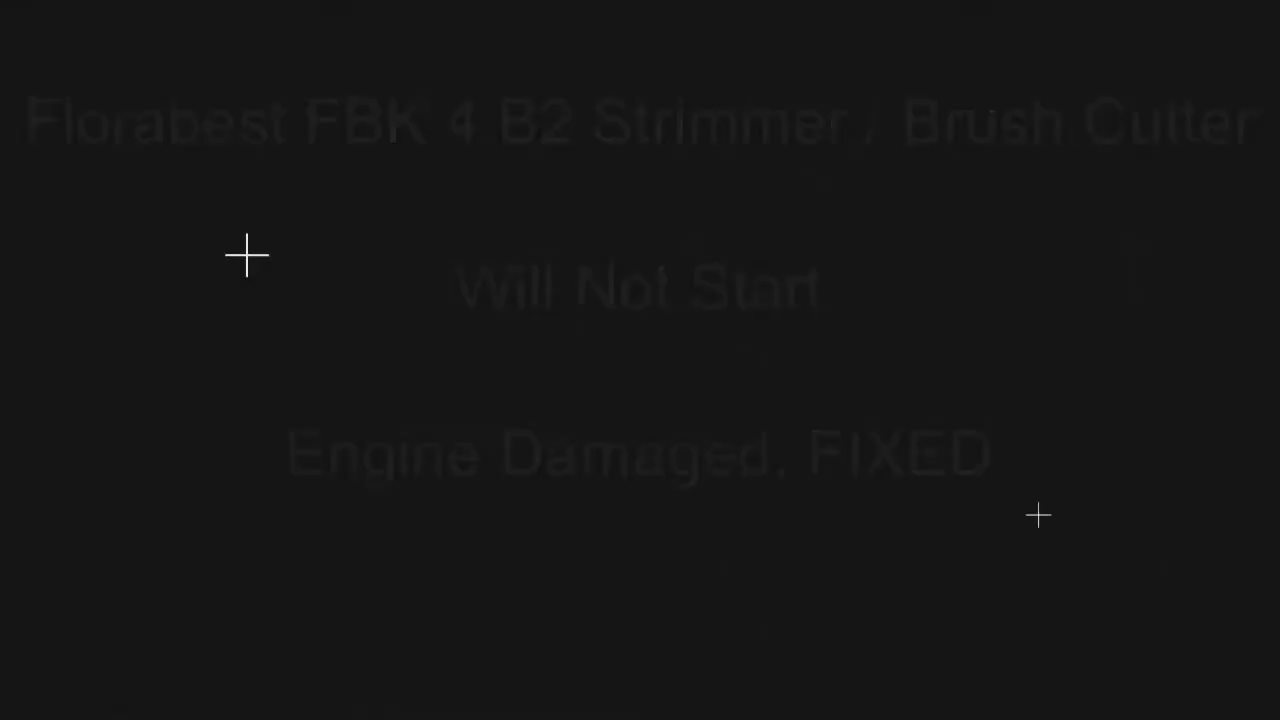 Florabest FBK 4 B2 Strimmer / Brush Cutter
Will Not Start
Engine Damaged, FIXED